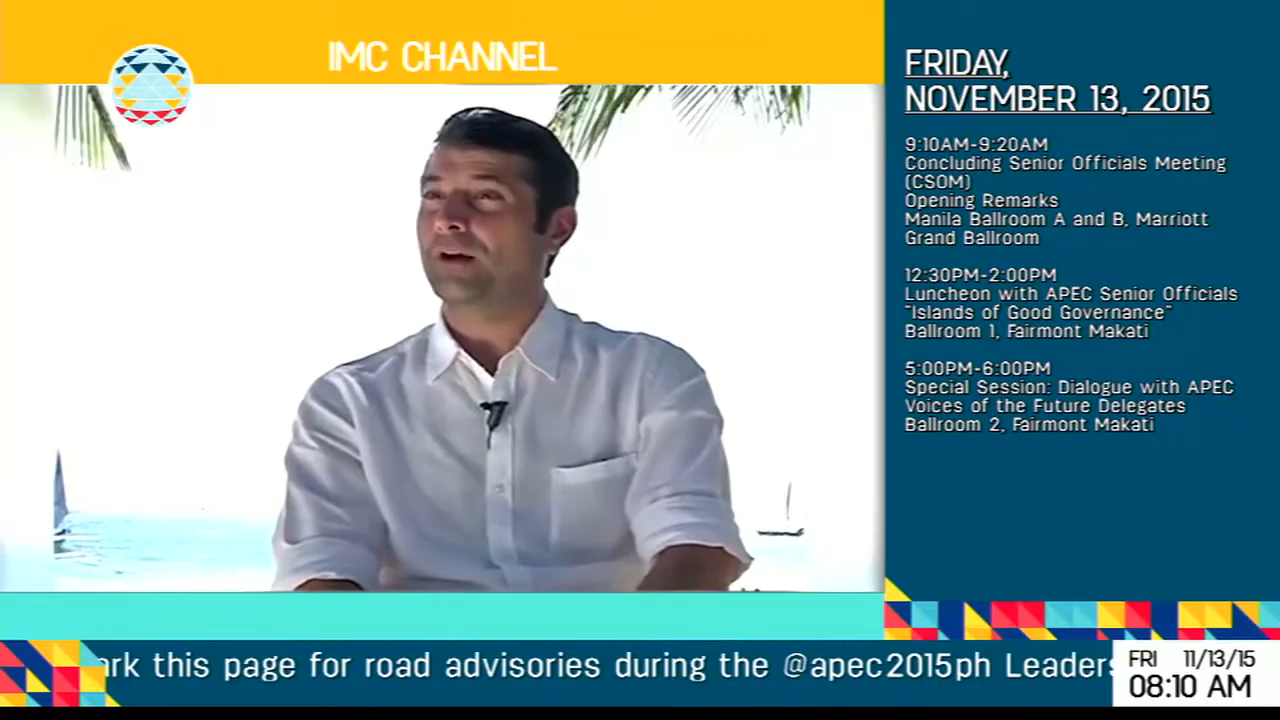 IMC CHANNEL
FRIDAY,
NOVEMBER 13, 2015
9:10AM-9:20AM
Concluding Senior Officials Meeting
(CSOM)
Opening Remarks
Manila Ballroom A and B, Marriott
Grand Ballroom
12:30PM-2:00PM
Luncheon with APEC Senior Officials
"Islands of Good Governance"
Ballroom 1, Fairmont Makati
5:00PM-6:00PM
Special Session: Dialogue with APEC
Voices of the Future Delegates
Ballroom 2, Fairmont Makati
ark this page for road advisories during the @apec2015ph Leaders
FRI 11/13/15
08:10 AM